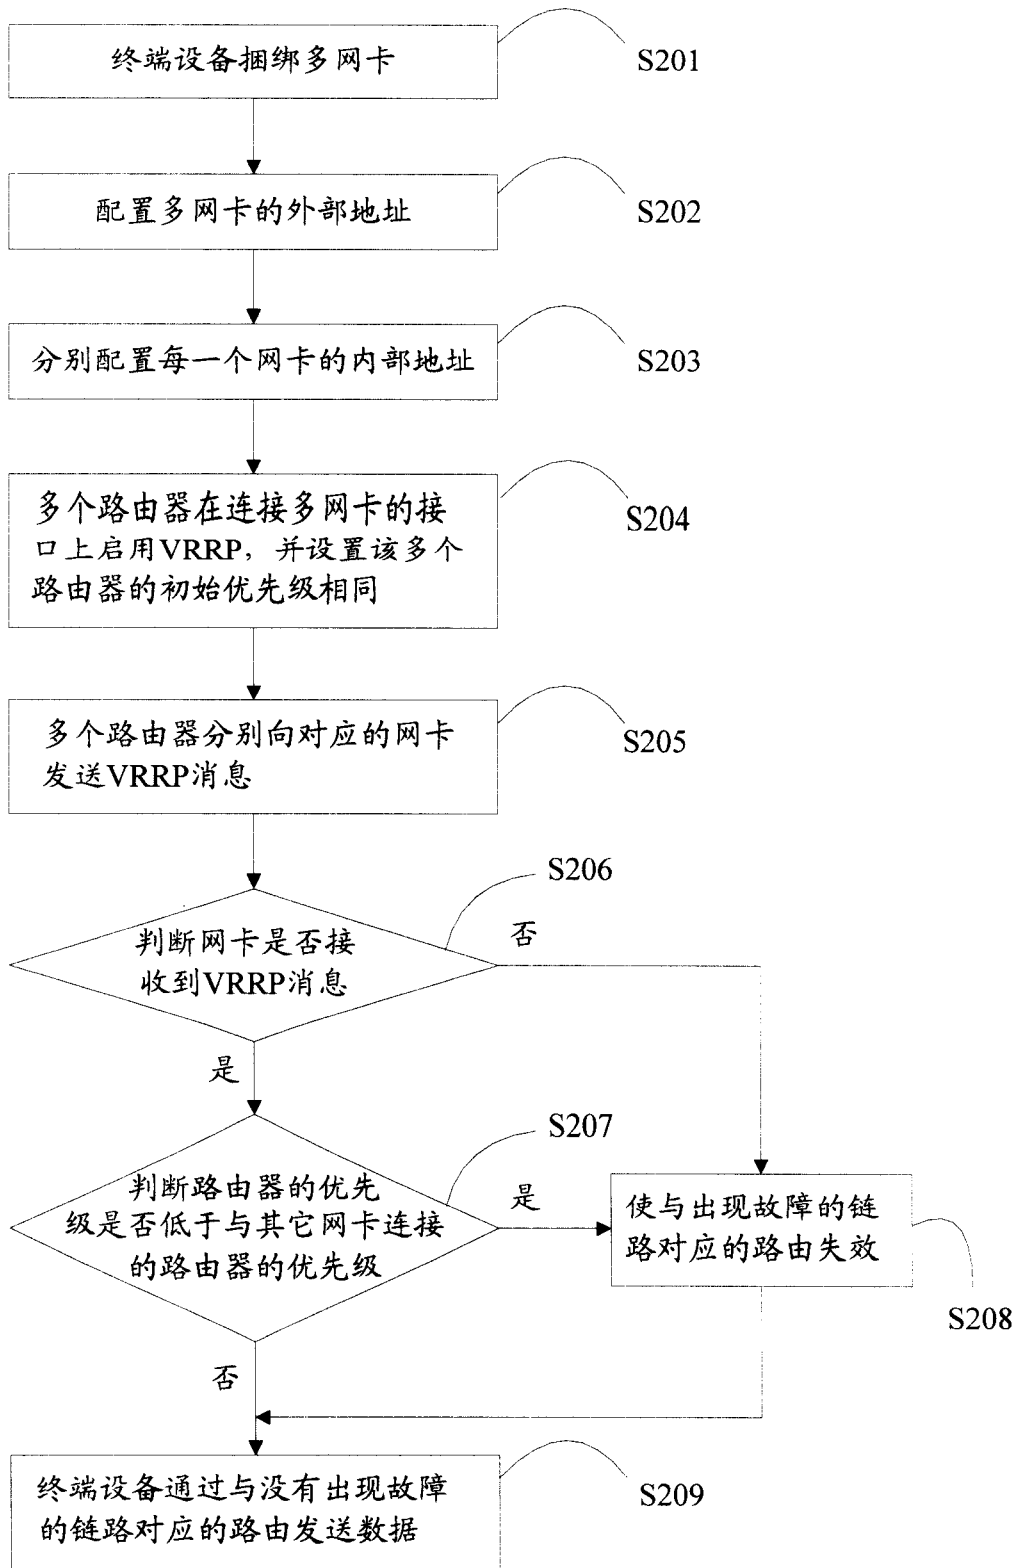 终端设备捆绑多网卡
S201
配置多网卡的外部地址
S202
分别配置每一个网卡的内部地址
S203
多个路由器在连接多网卡的接
口上启用VRRP，并设置该多个
路由器的初始优先级相同
S204
多个路由器分别向对应的网卡
发送VRRP消息
S205
S206
判断网卡是否接
收到VRRP消息
否
是
S207
判断路由器的优先
级是否低于与其它网卡连接
的路由器的优先级
是
使与出现故障的链
路对应的路由失效
S208
否
终端设备通过与没有出现故障
的链路对应的路由发送数据
S209